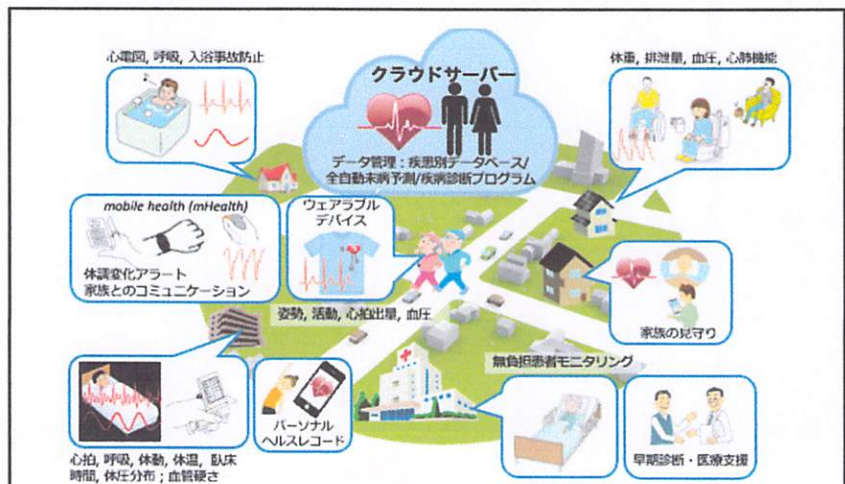 心電図, 呼吸, 入浴事故防止
クラウドサーバー
データ管理：疾患別データベース/
全自動未病予測/疾病診断プログラム
体重, 排泄量, 血圧, 心肺機能
mobile health (mHealth)
体調変化アラート
家族とのコミュニケーション
ウェアラブル
デバイス
姿勢, 活動, 心拍出量, 血圧
家族の見守り
無負担患者モニタリング
パーソナル
ヘルスレコード
早期診断・医療支援
心拍, 呼吸, 体動, 体温, 臥床
時間, 体圧分布 ; 血管硬さ